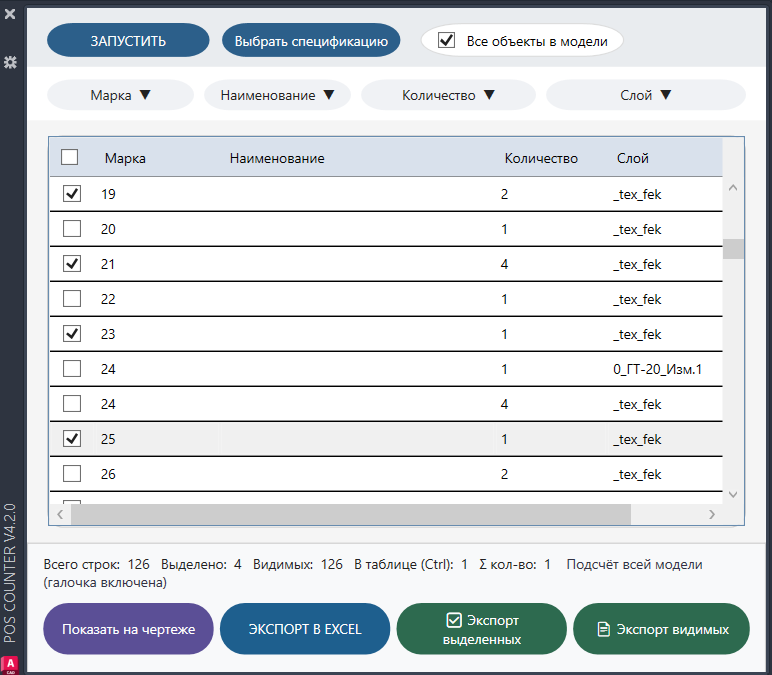 ЗАПУСТИТЬ Выбрать спецификацию Все объекты в модели
Марка ▼ Наименование ▼ Количество ▼ Слой ▼
Марка Наименование Количество Слой
19 2 _tex_fek
20 1 _tex_fek
21 4 _tex_fek
22 1 _tex_fek
23 1 _tex_fek
24 1 0_ГТ-20_Изм.1
24 4 _tex_fek
25 1 _tex_fek
26 2 _tex_fek
Всего строк: 126 Выделено: 4 Видимых: 126 В таблице (Ctrl): 1 Σ кол-во: 1 Подсчёт всей модели
(галочка включена)
Показать на чертеже ЭКСПОРТ В EXCEL Экспорт
выделенных
Экспорт видимых
POS COUNTER V4.2.0
A
CAD